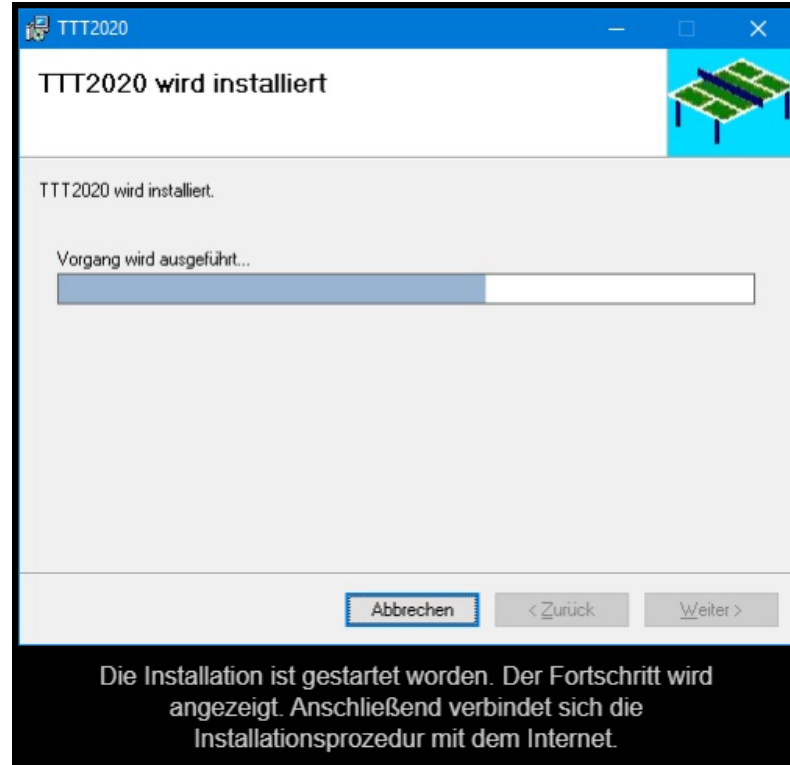 TTT2020
TTT2020 wird installiert
TTT2020 wird installiert.
Vorgang wird ausgeführt...
Abbrechen
< Zurück
Weiter >
Die Installation ist gestartet worden. Der Fortschritt wird
angezeigt. Anschließend verbindet sich die
Installationsprozedur mit dem Internet.